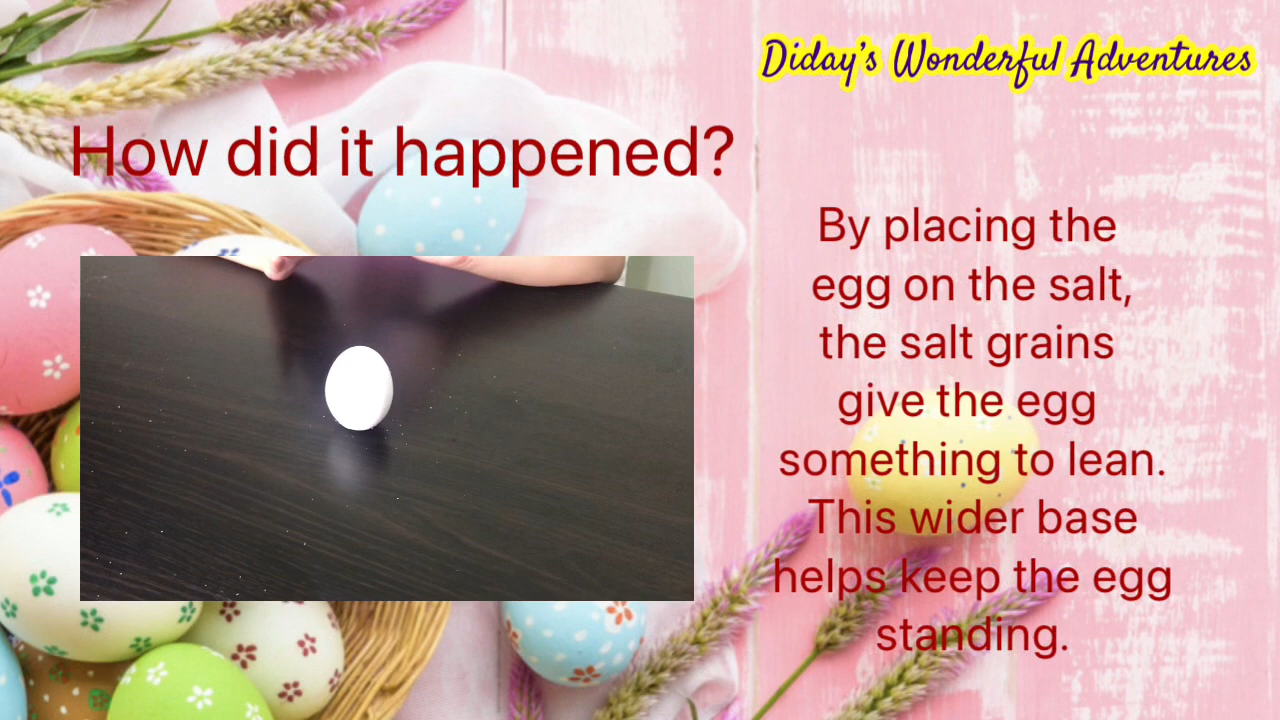 Diday's Wonderful Adventures
How did it happened?
By placing the
egg on the salt,
the salt grains
give the egg
something to lean.
This wider base
helps keep the egg
standing.